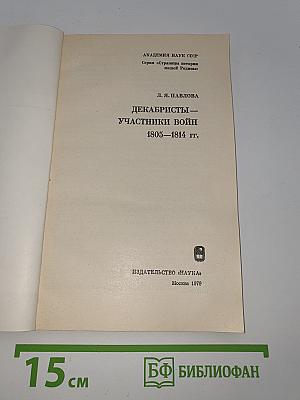 АКАДЕМИЯ НАУК СССР
Серия «Страницы истории
нашей Родины»
Л. Я. ПАВЛОВА
ДЕКАБРИСТЫ—
УЧАСТНИКИ ВОЙН
1805—1814 гг.
ИЗДАТЕЛЬСТВО «НАУКА»
Москва 1979
15 см
БФ БИБЛИОФАН